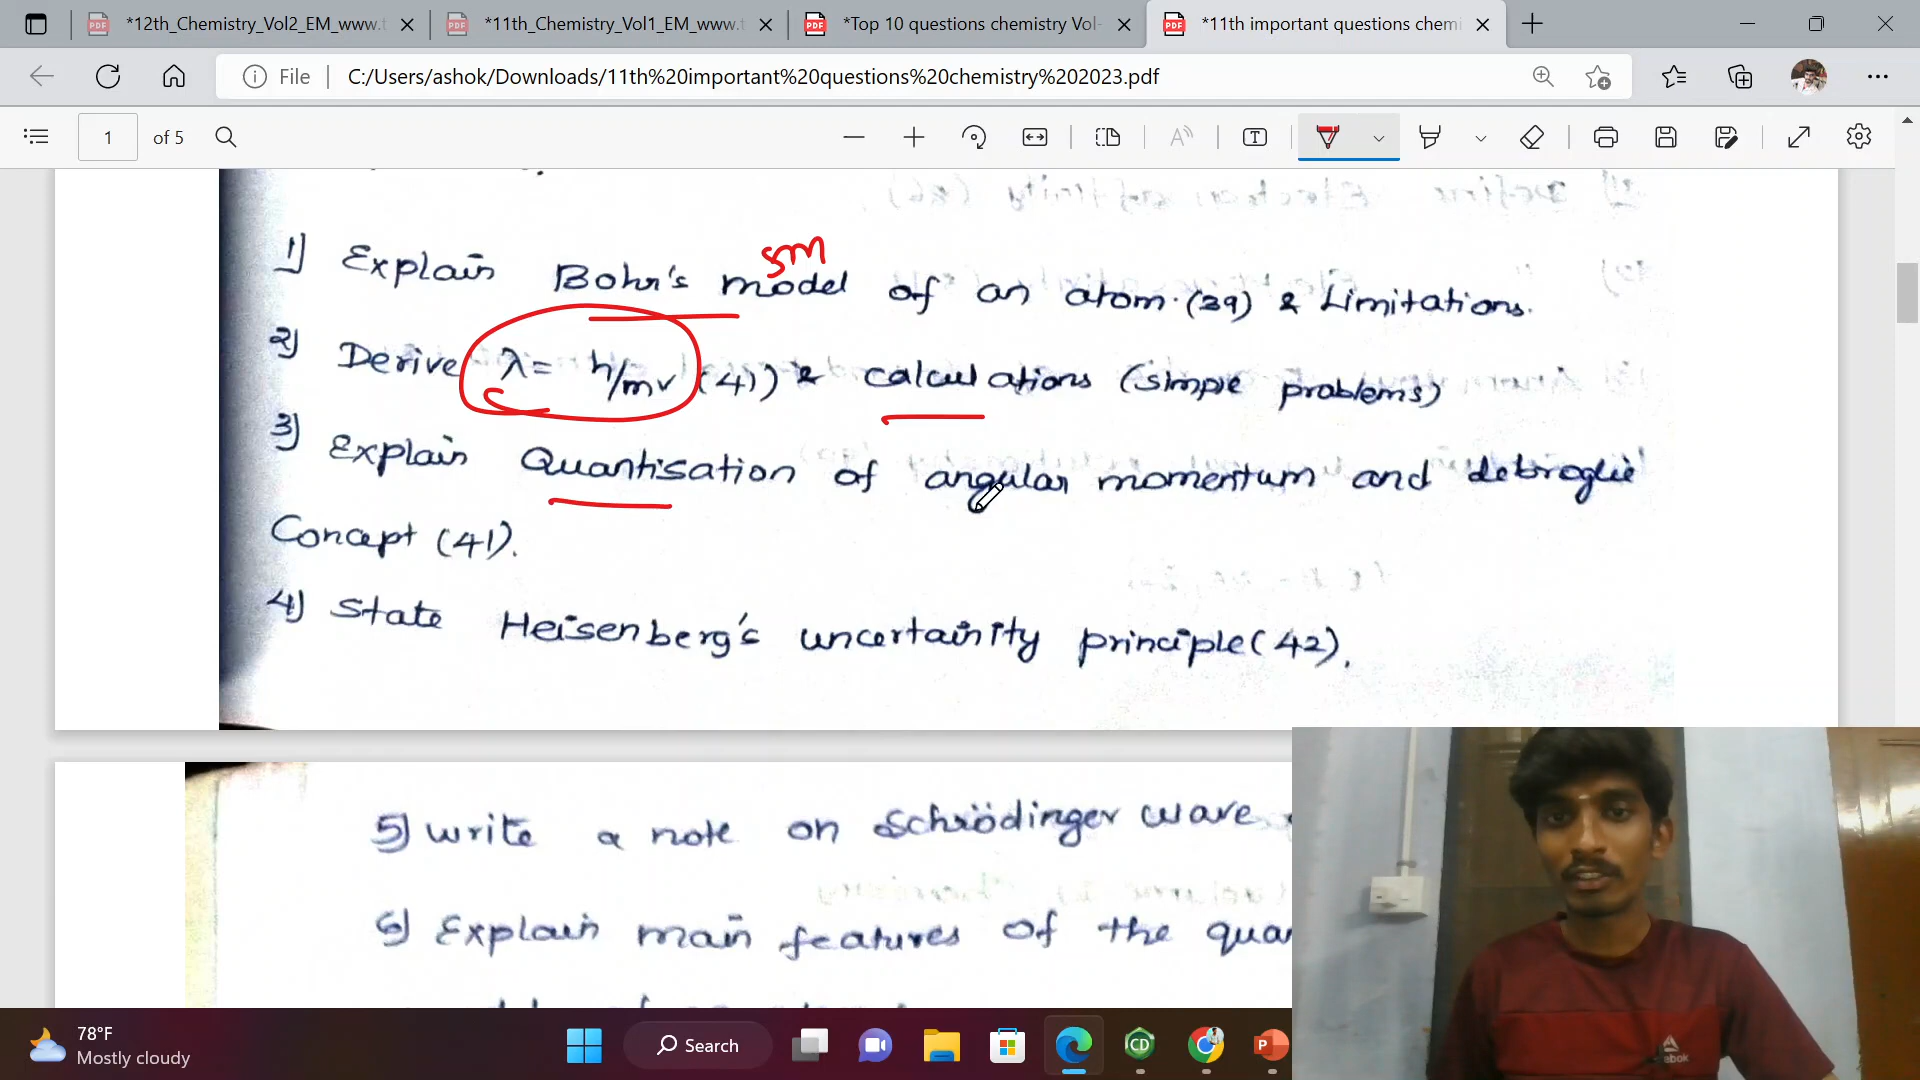 *12th_Chemistry_Vol2_EM_www.t
*11th_Chemistry_Vol1_EM_www.t
*Top 10 questions chemistry Vol-
*11th important questions chemi
File
C:/Users/ashok/Downloads/11th%20important%20questions%20chemistry%202023.pdf
1 of 5
1) Explain Bohr's model of an atom.(39) & Limitations.
5M
2) Derive λ= h/mv (41) & calculations (simple problems)
3) Explain Quantisation of angular momentum and debroglie
Concept (41).
4) State Heisenberg's uncertainity principle(42).
5) Write a note on Schrödinger wave
6) Explain main features of the qua
78°F
Mostly cloudy
Search